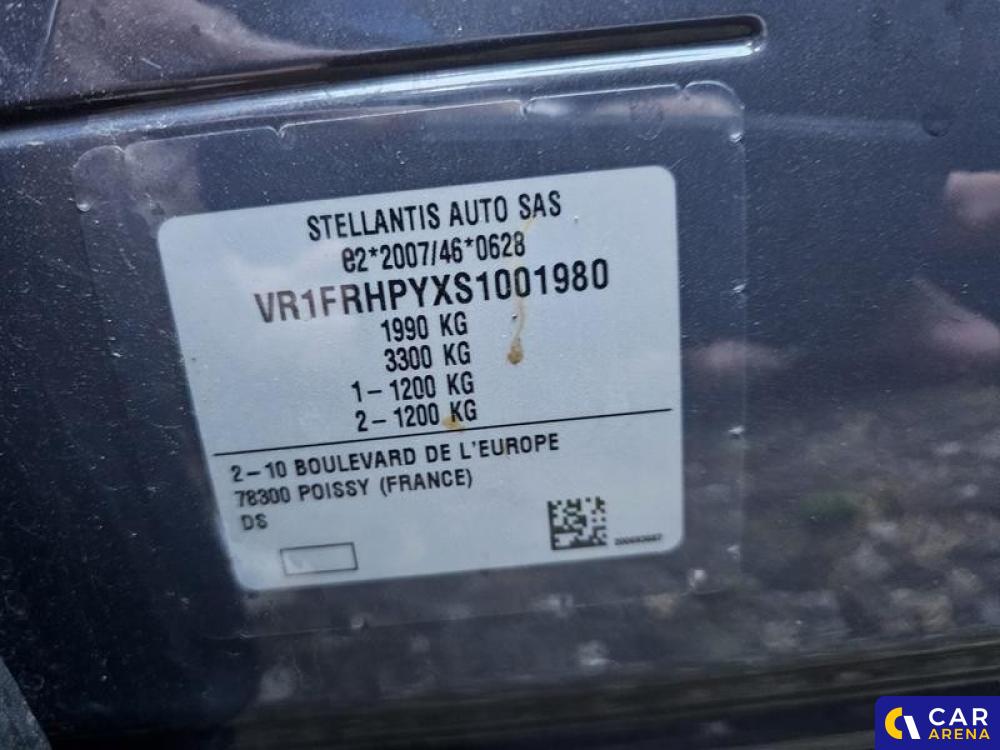 STELLANTIS AUTO SAS
e2*2007/46*0628
VR1FRHPYXS1001980
1990 KG
3300 KG
1-1200 KG
2-1200 KG
2-10 BOULEVARD DE L'EUROPE
78300 POISSY (FRANCE)
DS
CAR
ARENA